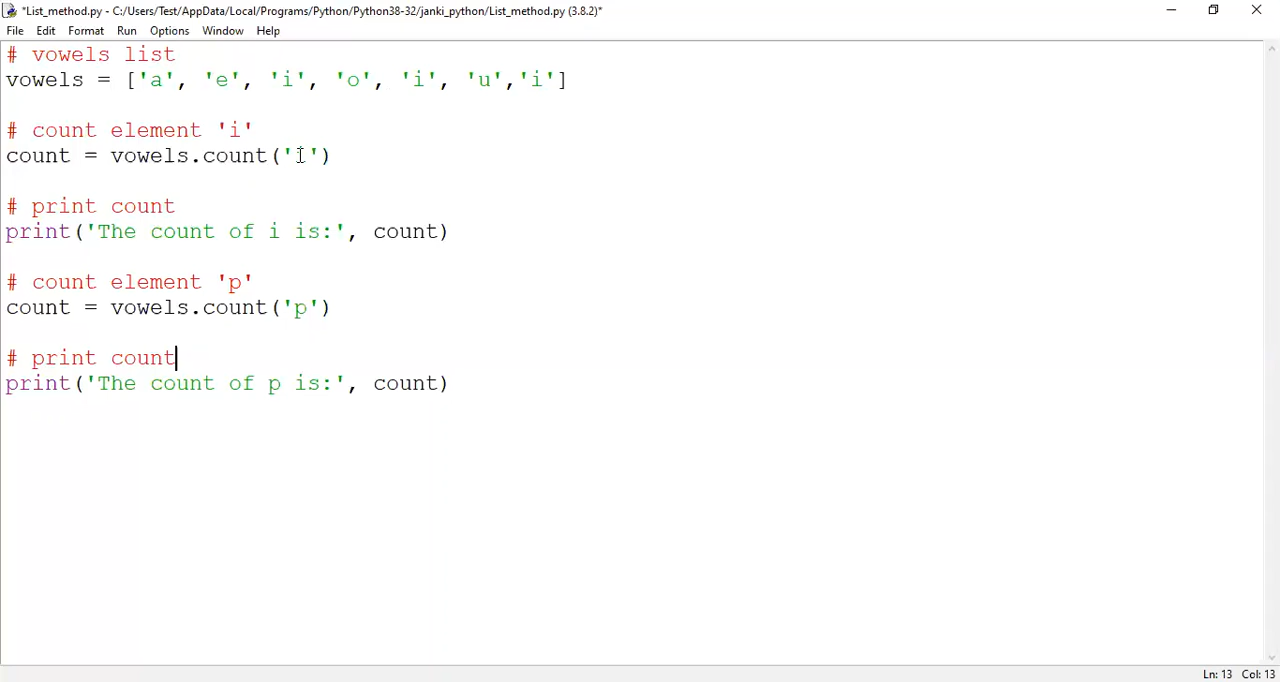 *List_method.py - C:/Users/Test/AppData/Local/Programs/Python/Python38-32/janki_python/List_method.py (3.8.2)*
File Edit Format Run Options Window Help
# vowels list
vowels = ['a', 'e', 'i', 'o', 'i', 'u','i']
# count element 'i'
count = vowels.count('i')
# print count
print('The count of i is:', count)
# count element 'p'
count = vowels.count('p')
# print count
print('The count of p is:', count)
Ln: 13 Col: 13